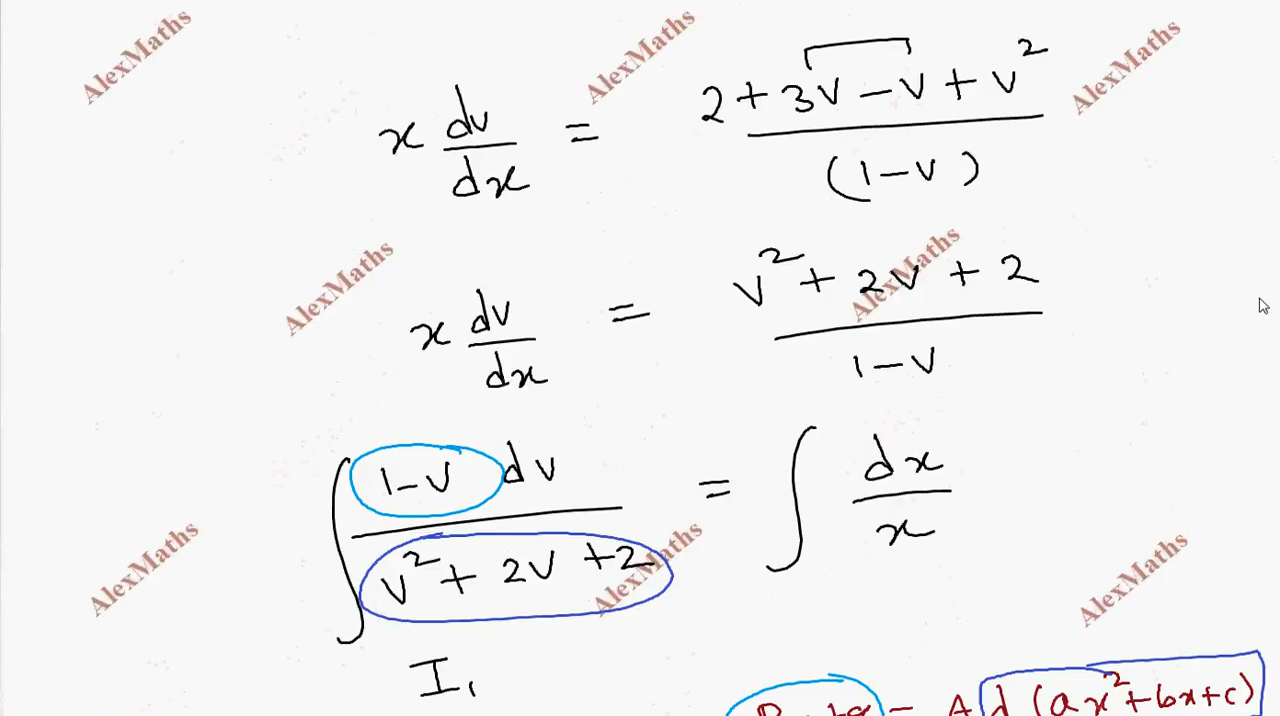 AlexMaths AlexMaths AlexMaths
x dv/dx = (2 + 3v - v + v²)/(1-v)
AlexMaths AlexMaths
x dv/dx = (v² + 2v + 2)/(1-v)
∫ (1-v) dv/(v² + 2v + 2) = ∫ dx/x
AlexMaths AlexMaths AlexMaths
I₁
= A d (ax²+bx+c)